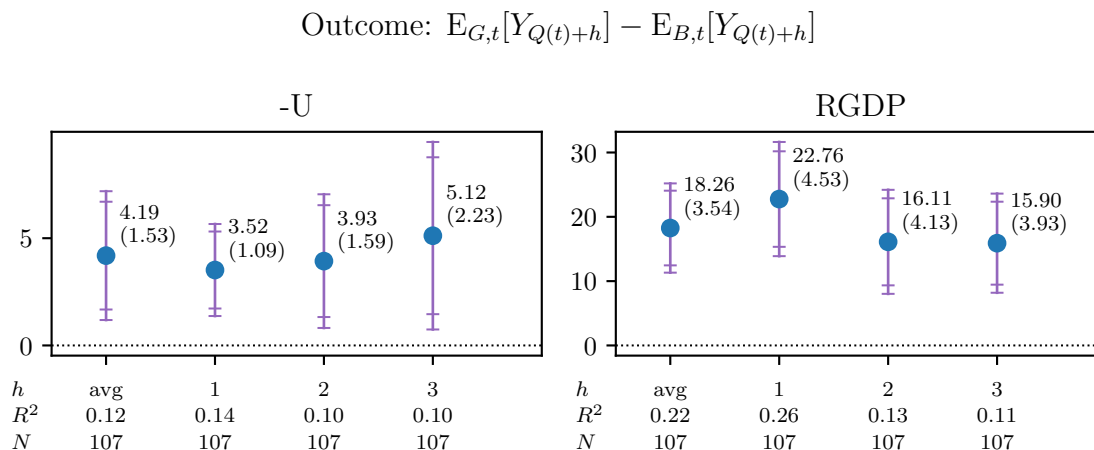 Outcome: E_{G,t}[Y_{Q(t)+h}] − E_{B,t}[Y_{Q(t)+h}]
-U
RGDP
5
0
4.19
(1.53)
3.52
(1.09)
3.93
(1.59)
5.12
(2.23)
30
20
10
0
18.26
(3.54)
22.76
(4.53)
16.11
(4.13)
15.90
(3.93)
h avg 1 2 3
R² 0.12 0.14 0.10 0.10
N 107 107 107 107
h avg 1 2 3
R² 0.22 0.26 0.13 0.11
N 107 107 107 107